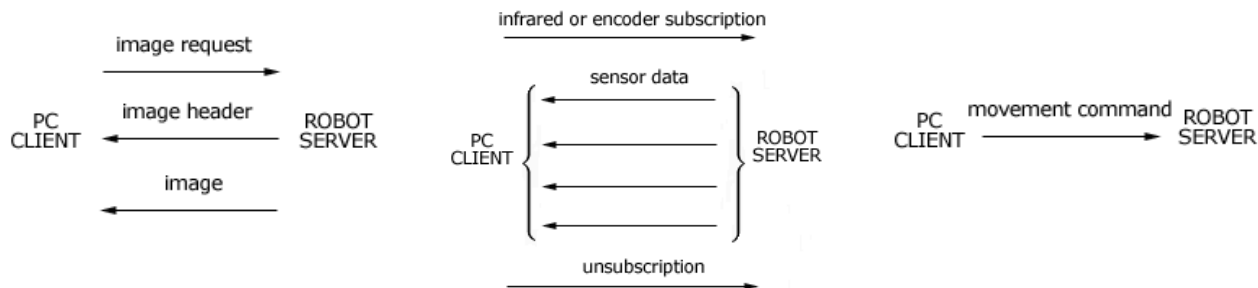 image request
image header
PC
CLIENT
ROBOT
SERVER
image
infrared or encoder subscription
sensor data
PC
CLIENT
ROBOT
SERVER
unsubscription
movement command
PC
CLIENT
ROBOT
SERVER